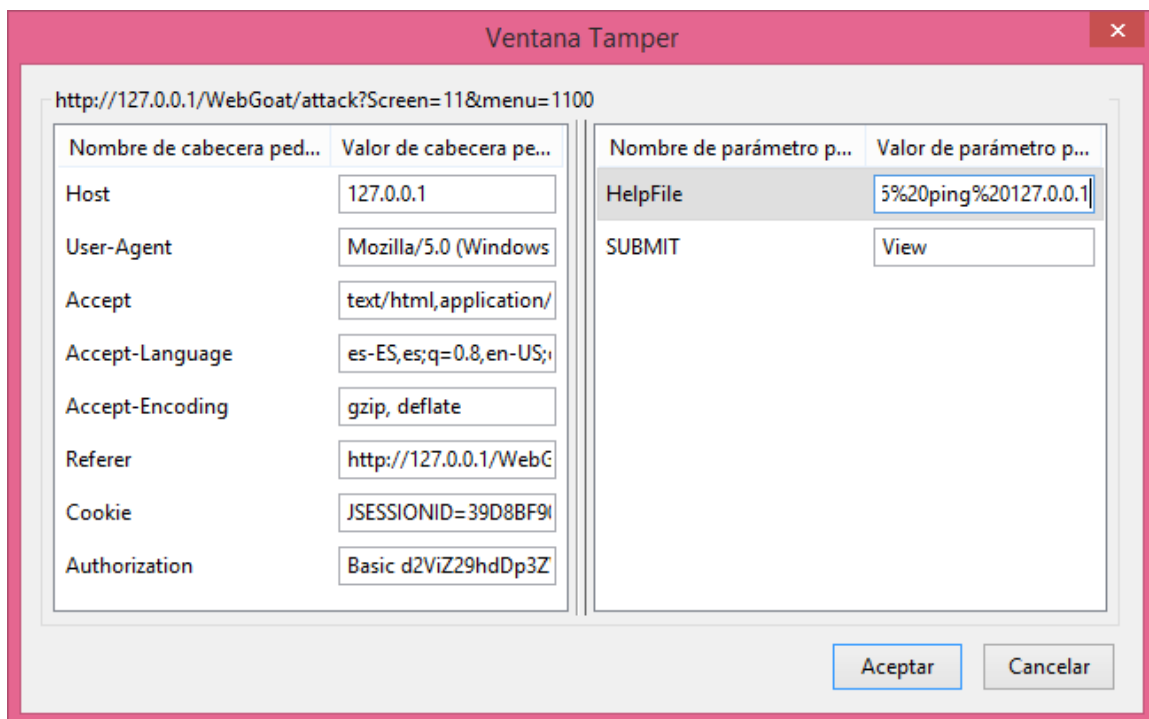 Ventana Tamper
http://127.0.0.1/WebGoat/attack?Screen=11&menu=1100
Nombre de cabecera ped... Valor de cabecera pe...
Host 127.0.0.1
User-Agent Mozilla/5.0 (Windows
Accept text/html,application/
Accept-Language es-ES,es;q=0.8,en-US;
Accept-Encoding gzip, deflate
Referer http://127.0.0.1/WebG
Cookie JSESSIONID=39D8BF90
Authorization Basic d2ViZ29hdDp3Z
Nombre de parámetro p... Valor de parámetro p...
HelpFile 5%20ping%20127.0.0.1
SUBMIT View
Aceptar Cancelar